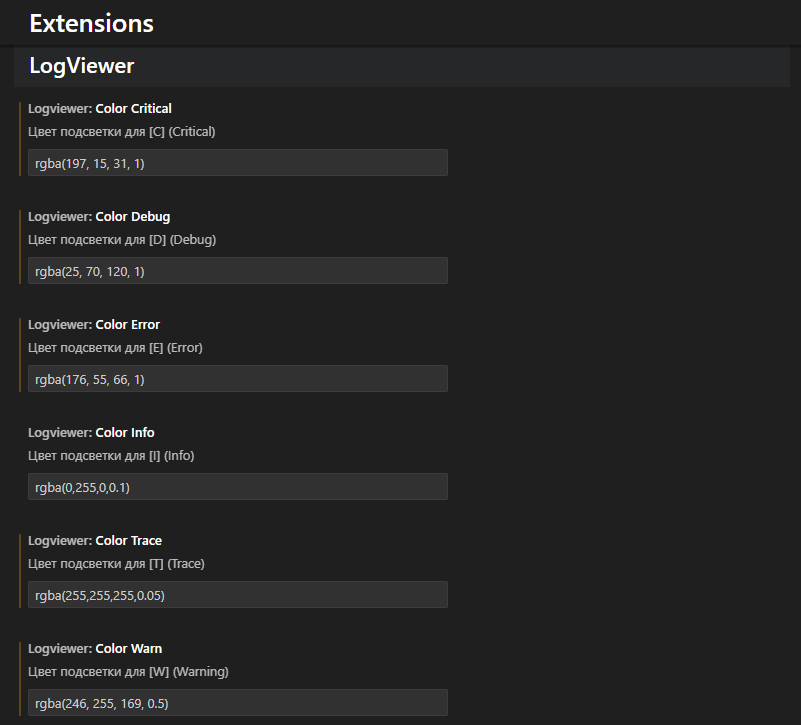 Extensions
LogViewer
Logviewer: Color Critical
Цвет подсветки для [C] (Critical)
rgba(197, 15, 31, 1)
Logviewer: Color Debug
Цвет подсветки для [D] (Debug)
rgba(25, 70, 120, 1)
Logviewer: Color Error
Цвет подсветки для [E] (Error)
rgba(176, 55, 66, 1)
Logviewer: Color Info
Цвет подсветки для [I] (Info)
rgba(0,255,0,0.1)
Logviewer: Color Trace
Цвет подсветки для [T] (Trace)
rgba(255,255,255,0.05)
Logviewer: Color Warn
Цвет подсветки для [W] (Warning)
rgba(246, 255, 169, 0.5)